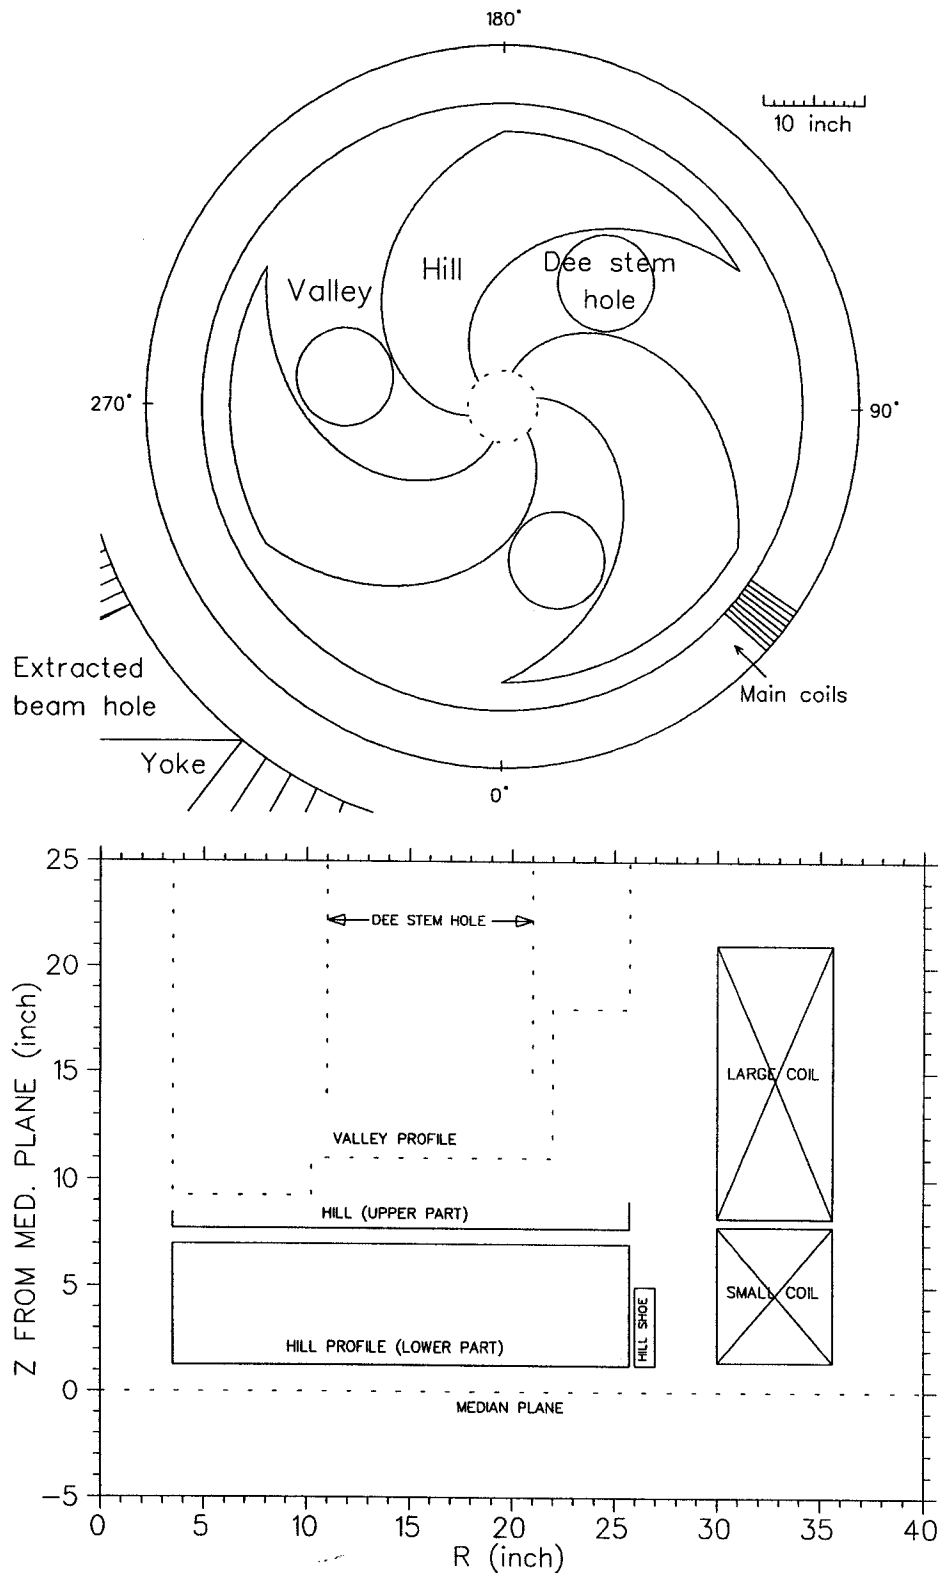 180°
10 inch
Hill
Dee stem
hole
Valley
270°
90°
Extracted
beam hole
Main coils
Yoke
0°
25
DEE STEM HOLE
20
15
LARGE COIL
VALLEY PROFILE
10
HILL (UPPER PART)
5
SMALL COIL
HILL SHOE
HILL PROFILE (LOWER PART)
0
MEDIAN PLANE
−5
Z FROM MED. PLANE (inch)
0 5 10 15 20 25 30 35 40
R (inch)